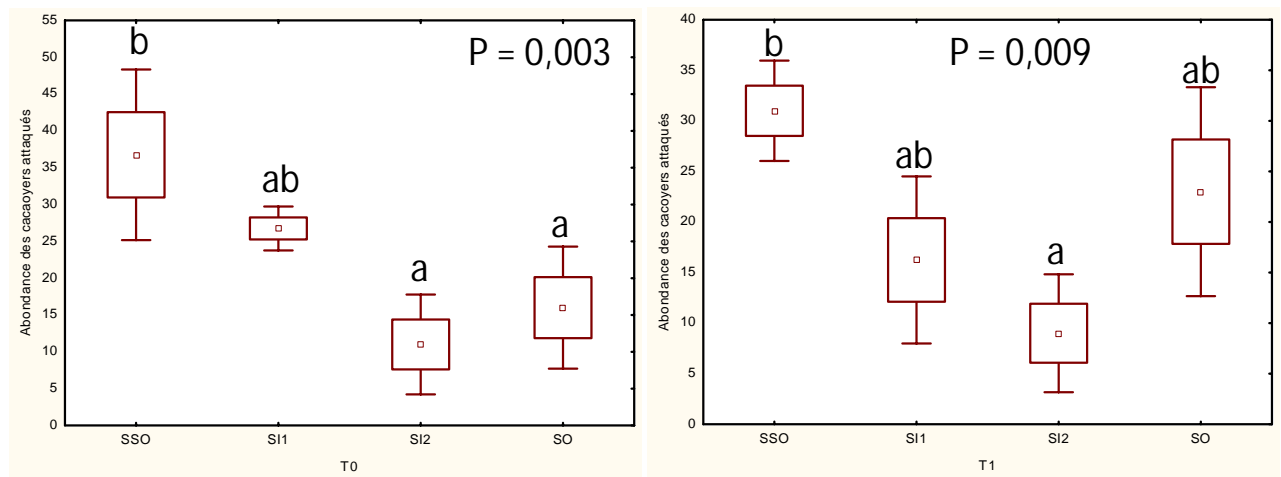 55
50
45
40
35
30
25
20
15
10
5
0
Abondance des cacaoyers attaqués
b
ab
a
a
P = 0,003
SSO SI1 SI2 SO
T0
40
35
30
25
20
15
10
5
0
Abondance des cacoyers attaqués
b
ab
a
ab
P = 0,009
SSO SI1 SI2 SO
T1